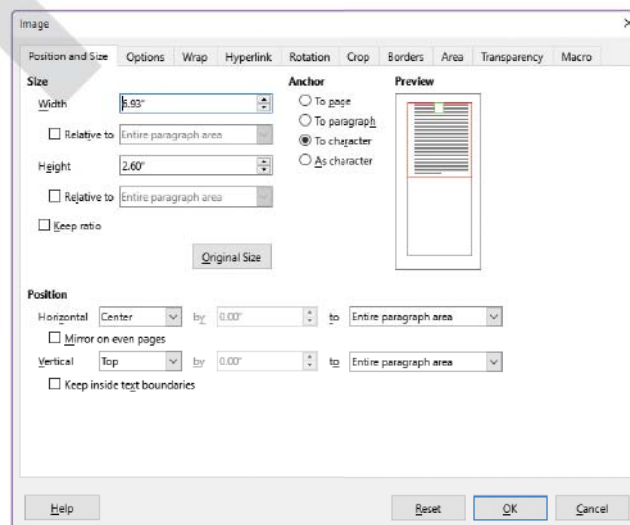 Image
Position and Size Options Wrap Hyperlink Rotation Crop Borders Area Transparency Macro
Size
Width 6.93"
Relative to Entire paragraph area
Height 2.60"
Relative to Entire paragraph area
Keep ratio
Original Size
Anchor
To page
To paragraph
To character
As character
Preview
Position
Horizontal Center by 0.00" to Entire paragraph area
Mirror on even pages
Vertical Top by 0.00" to Entire paragraph area
Keep inside text boundaries
Help Reset OK Cancel